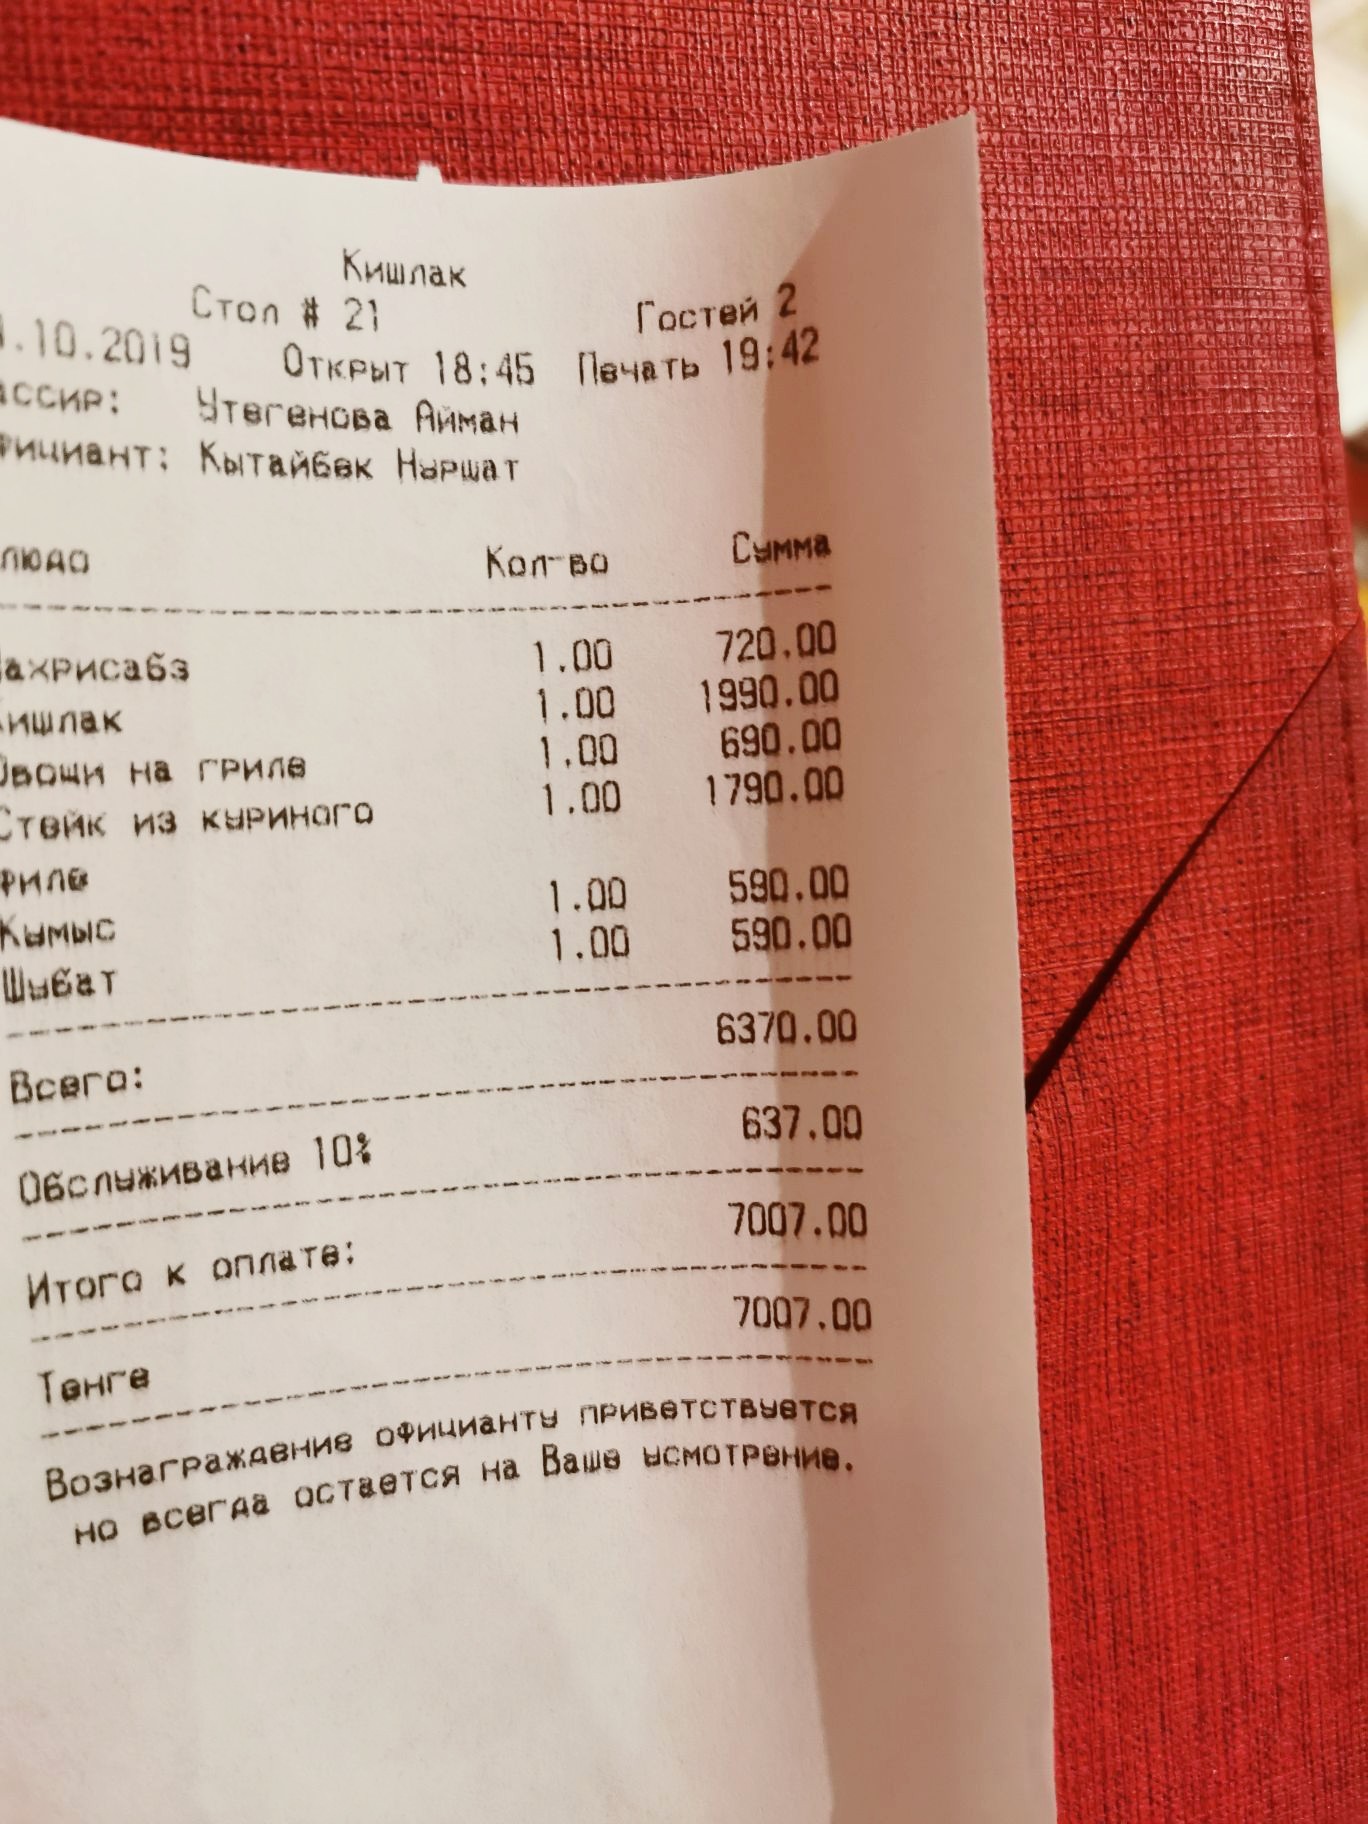 Кишлак
Стол # 21 Гостей 2
.10.2019 Открыт 18:45 Печать 19:42
ассир: Утегенова Айман
фициант: Кытайбек Нуршат
людо Кол-во Сумма
ахрисабз 1.00 720.00
ишлак 1.00 1990.00
Овощи на гриле 1.00 690.00
Стейк из куриного 1.00 1790.00
филе
Кымыс 1.00 590.00
Шубат 1.00 590.00
Всего: 6370.00
Обслуживание 10% 637.00
Итого к оплате: 7007.00
Тенге 7007.00
Вознаграждение официанту приветствуется
но всегда остается на Ваше усмотрение.